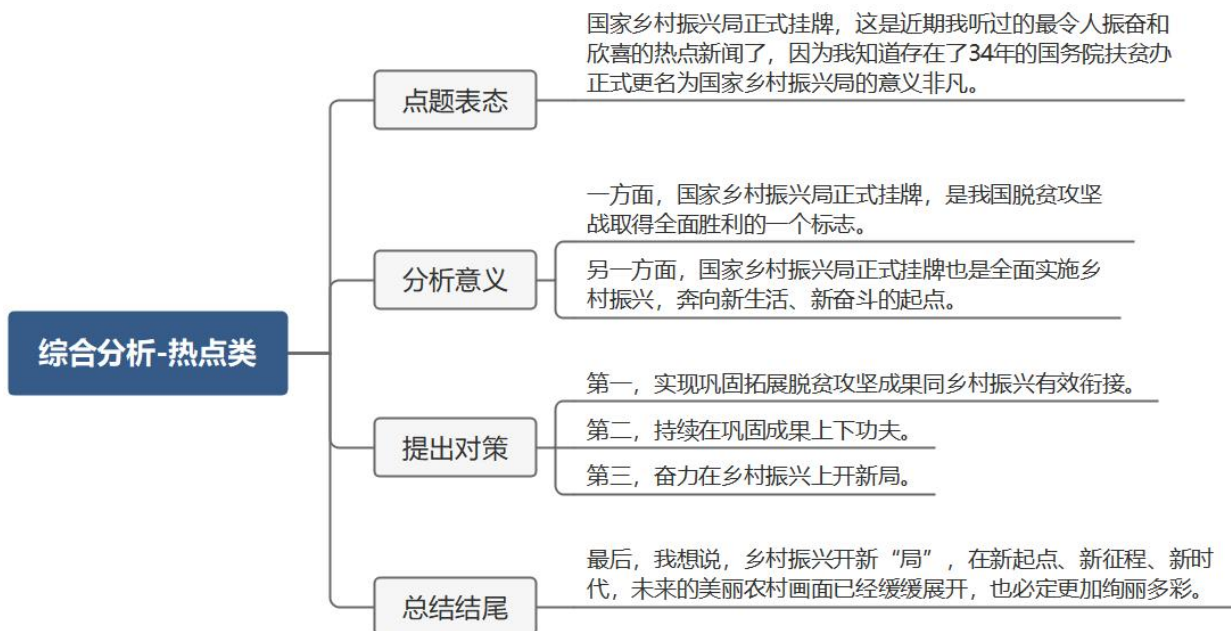 国家乡村振兴局正式挂牌，这是近期我听过的最令人振奋和
欣喜的热点新闻了，因为我知道存在了34年的国务院扶贫办
正式更名为国家乡村振兴局的意义非凡。
点题表态
一方面，国家乡村振兴局正式挂牌，是我国脱贫攻坚
战取得全面胜利的一个标志。
分析意义
另一方面，国家乡村振兴局正式挂牌也是全面实施乡
村振兴，奔向新生活、新奋斗的起点。
综合分析-热点类
第一，实现巩固拓展脱贫攻坚成果同乡村振兴有效衔接。
提出对策
第二，持续在巩固成果上下功夫。
第三，奋力在乡村振兴上开新局。
最后，我想说，乡村振兴开新“局”，在新起点、新征程、新时
代，未来的美丽农村画面已经缓缓展开，也必定更加绚丽多彩。
总结结尾